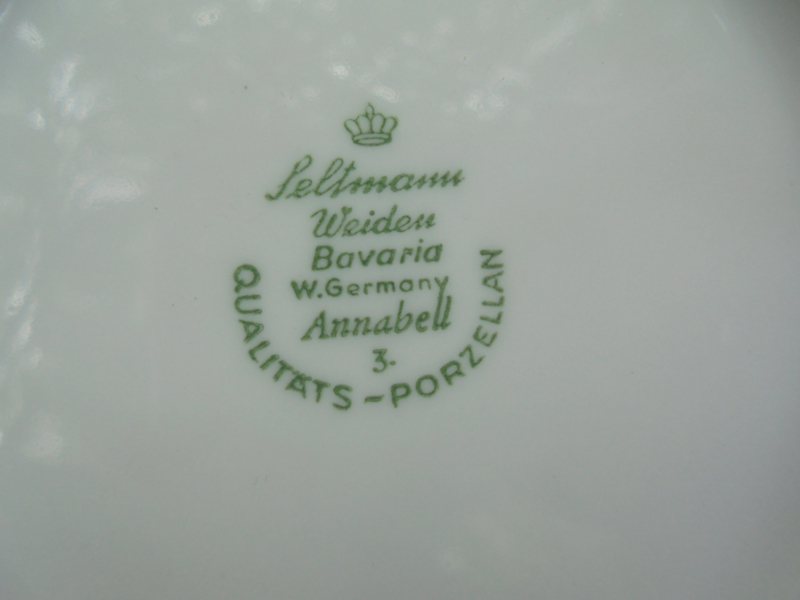 Seltmann
Weiden
Bavaria
W.Germany
Annabell
3.
QUALITÄTS-PORZELLAN